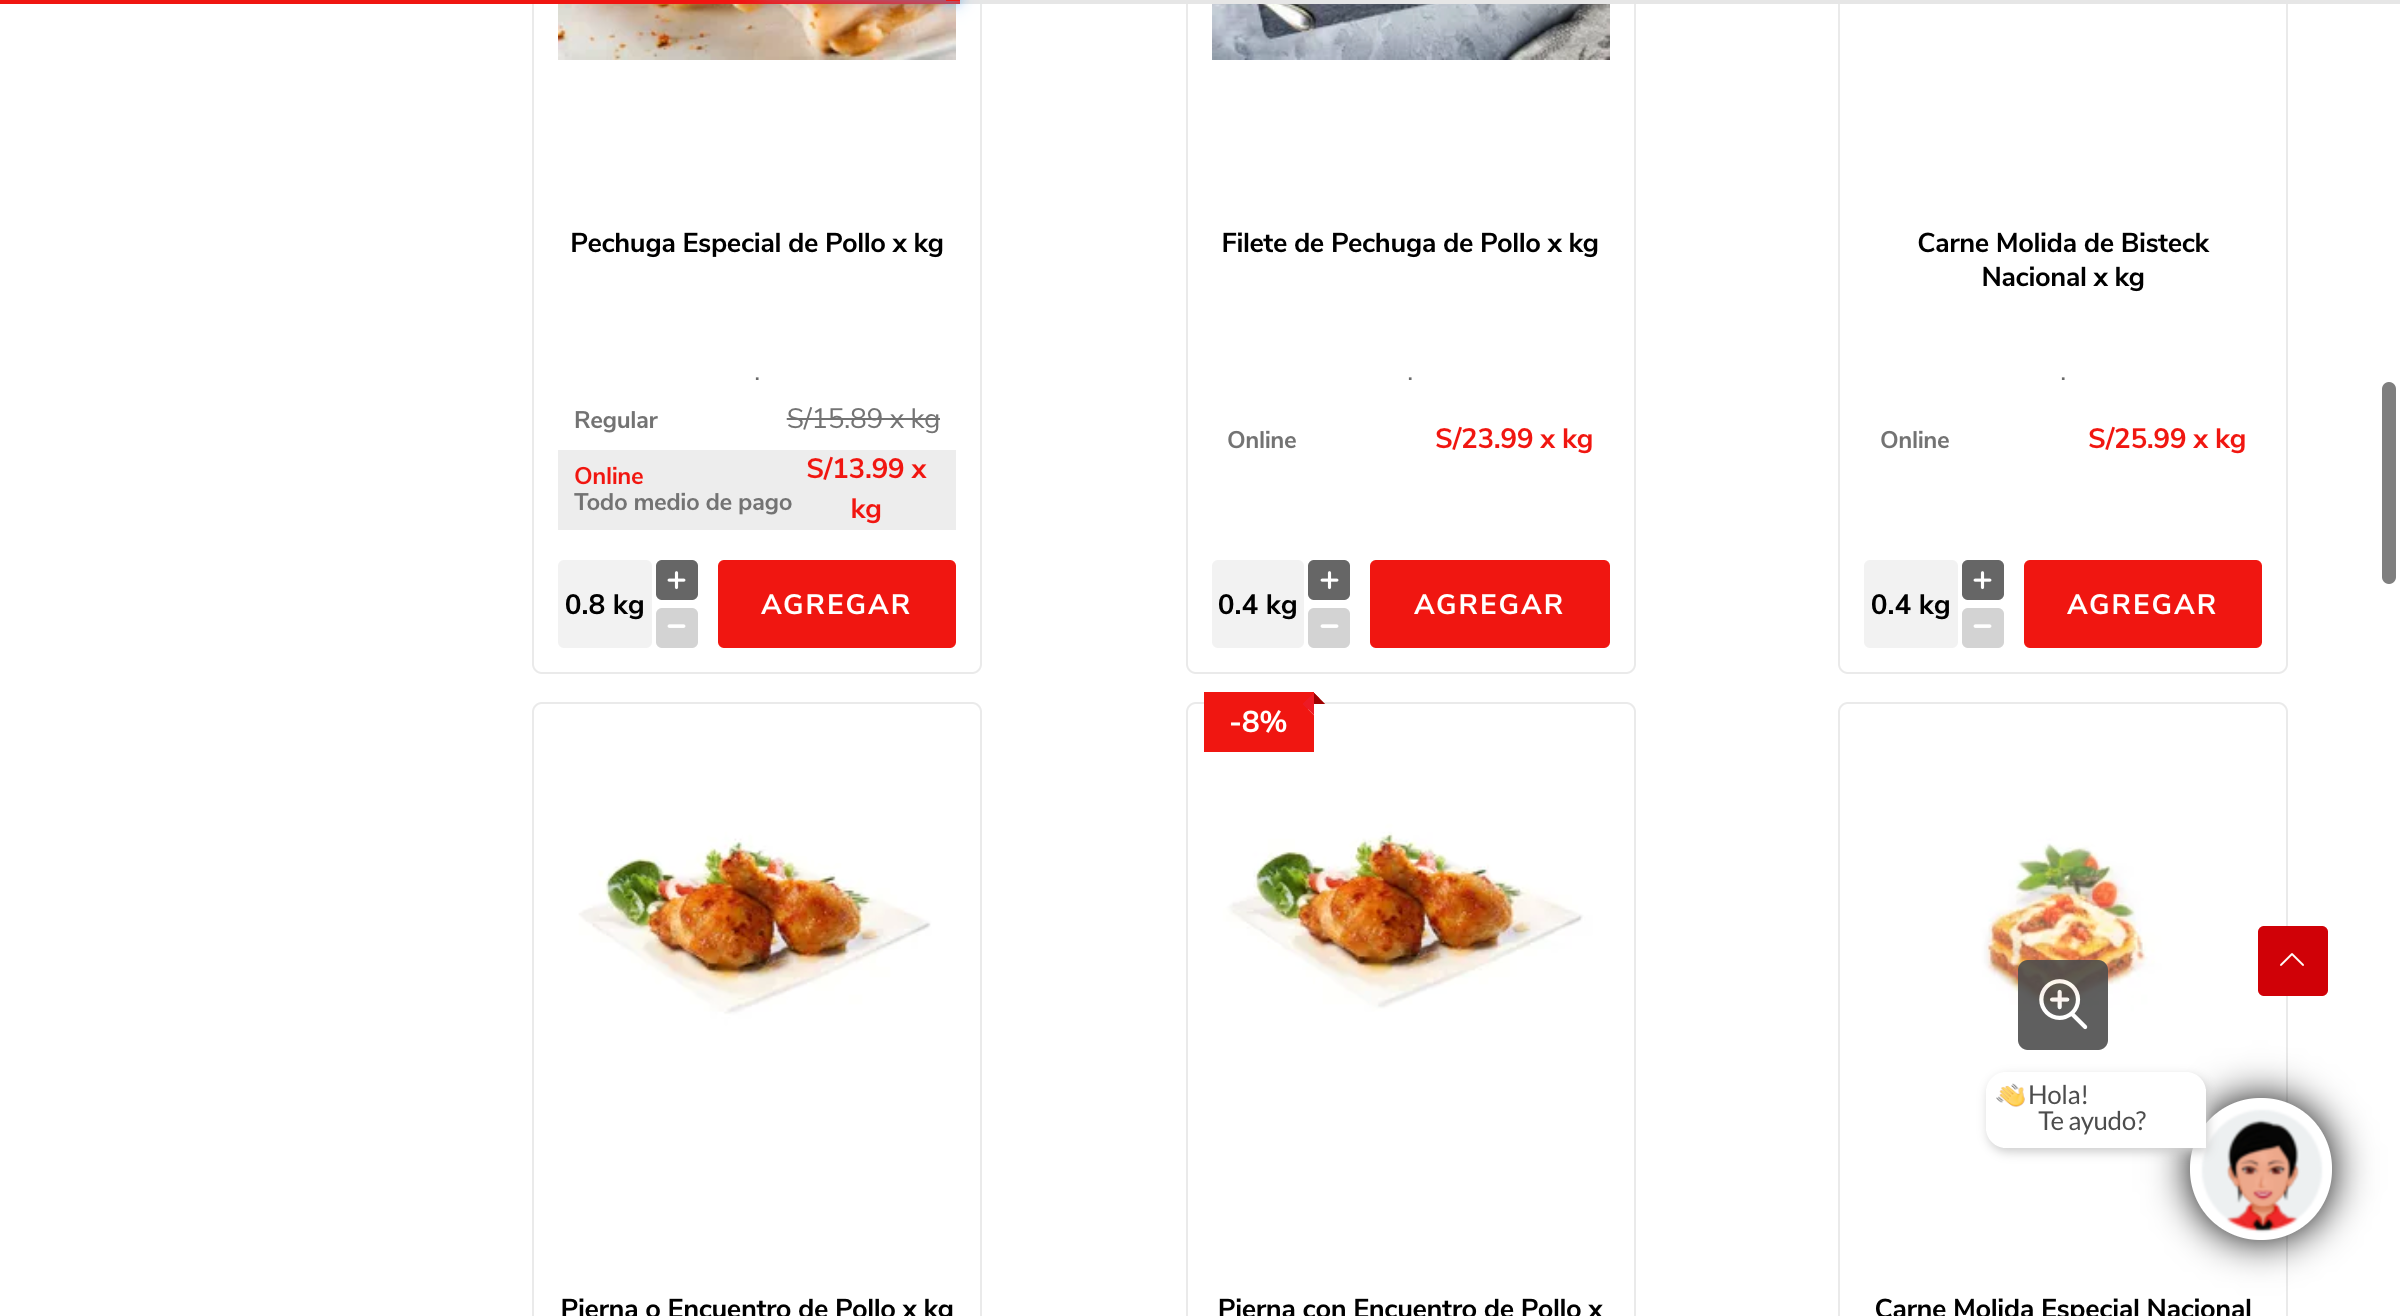 Pechuga Especial de Pollo x kg
.
Regular S/15.89 x kg
Online
Todo medio de pago
S/13.99 x
kg
0.8 kg + − AGREGAR
Filete de Pechuga de Pollo x kg
.
Online S/23.99 x kg
0.4 kg + − AGREGAR
Carne Molida de Bisteck
Nacional x kg
.
Online S/25.99 x kg
0.4 kg + − AGREGAR
Pierna o Encuentro de Pollo x kg
-8%
Pierna con Encuentro de Pollo x
Carne Molida Especial Nacional
👋Hola!
Te ayudo?